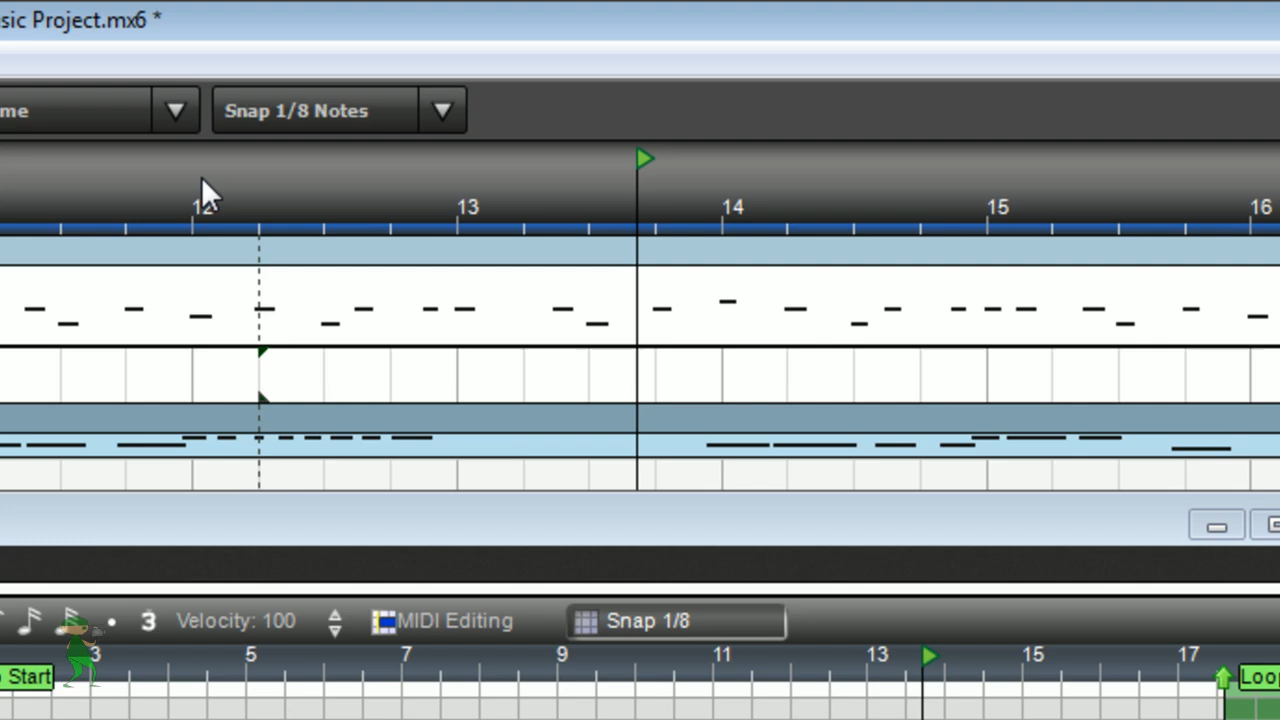 sic Project.mx6 *
me Snap 1/8 Notes
12 13 14 15 16
3 Velocity: 100 MIDI Editing Snap 1/8
3 5 7 9 11 13 15 17
Start Loo